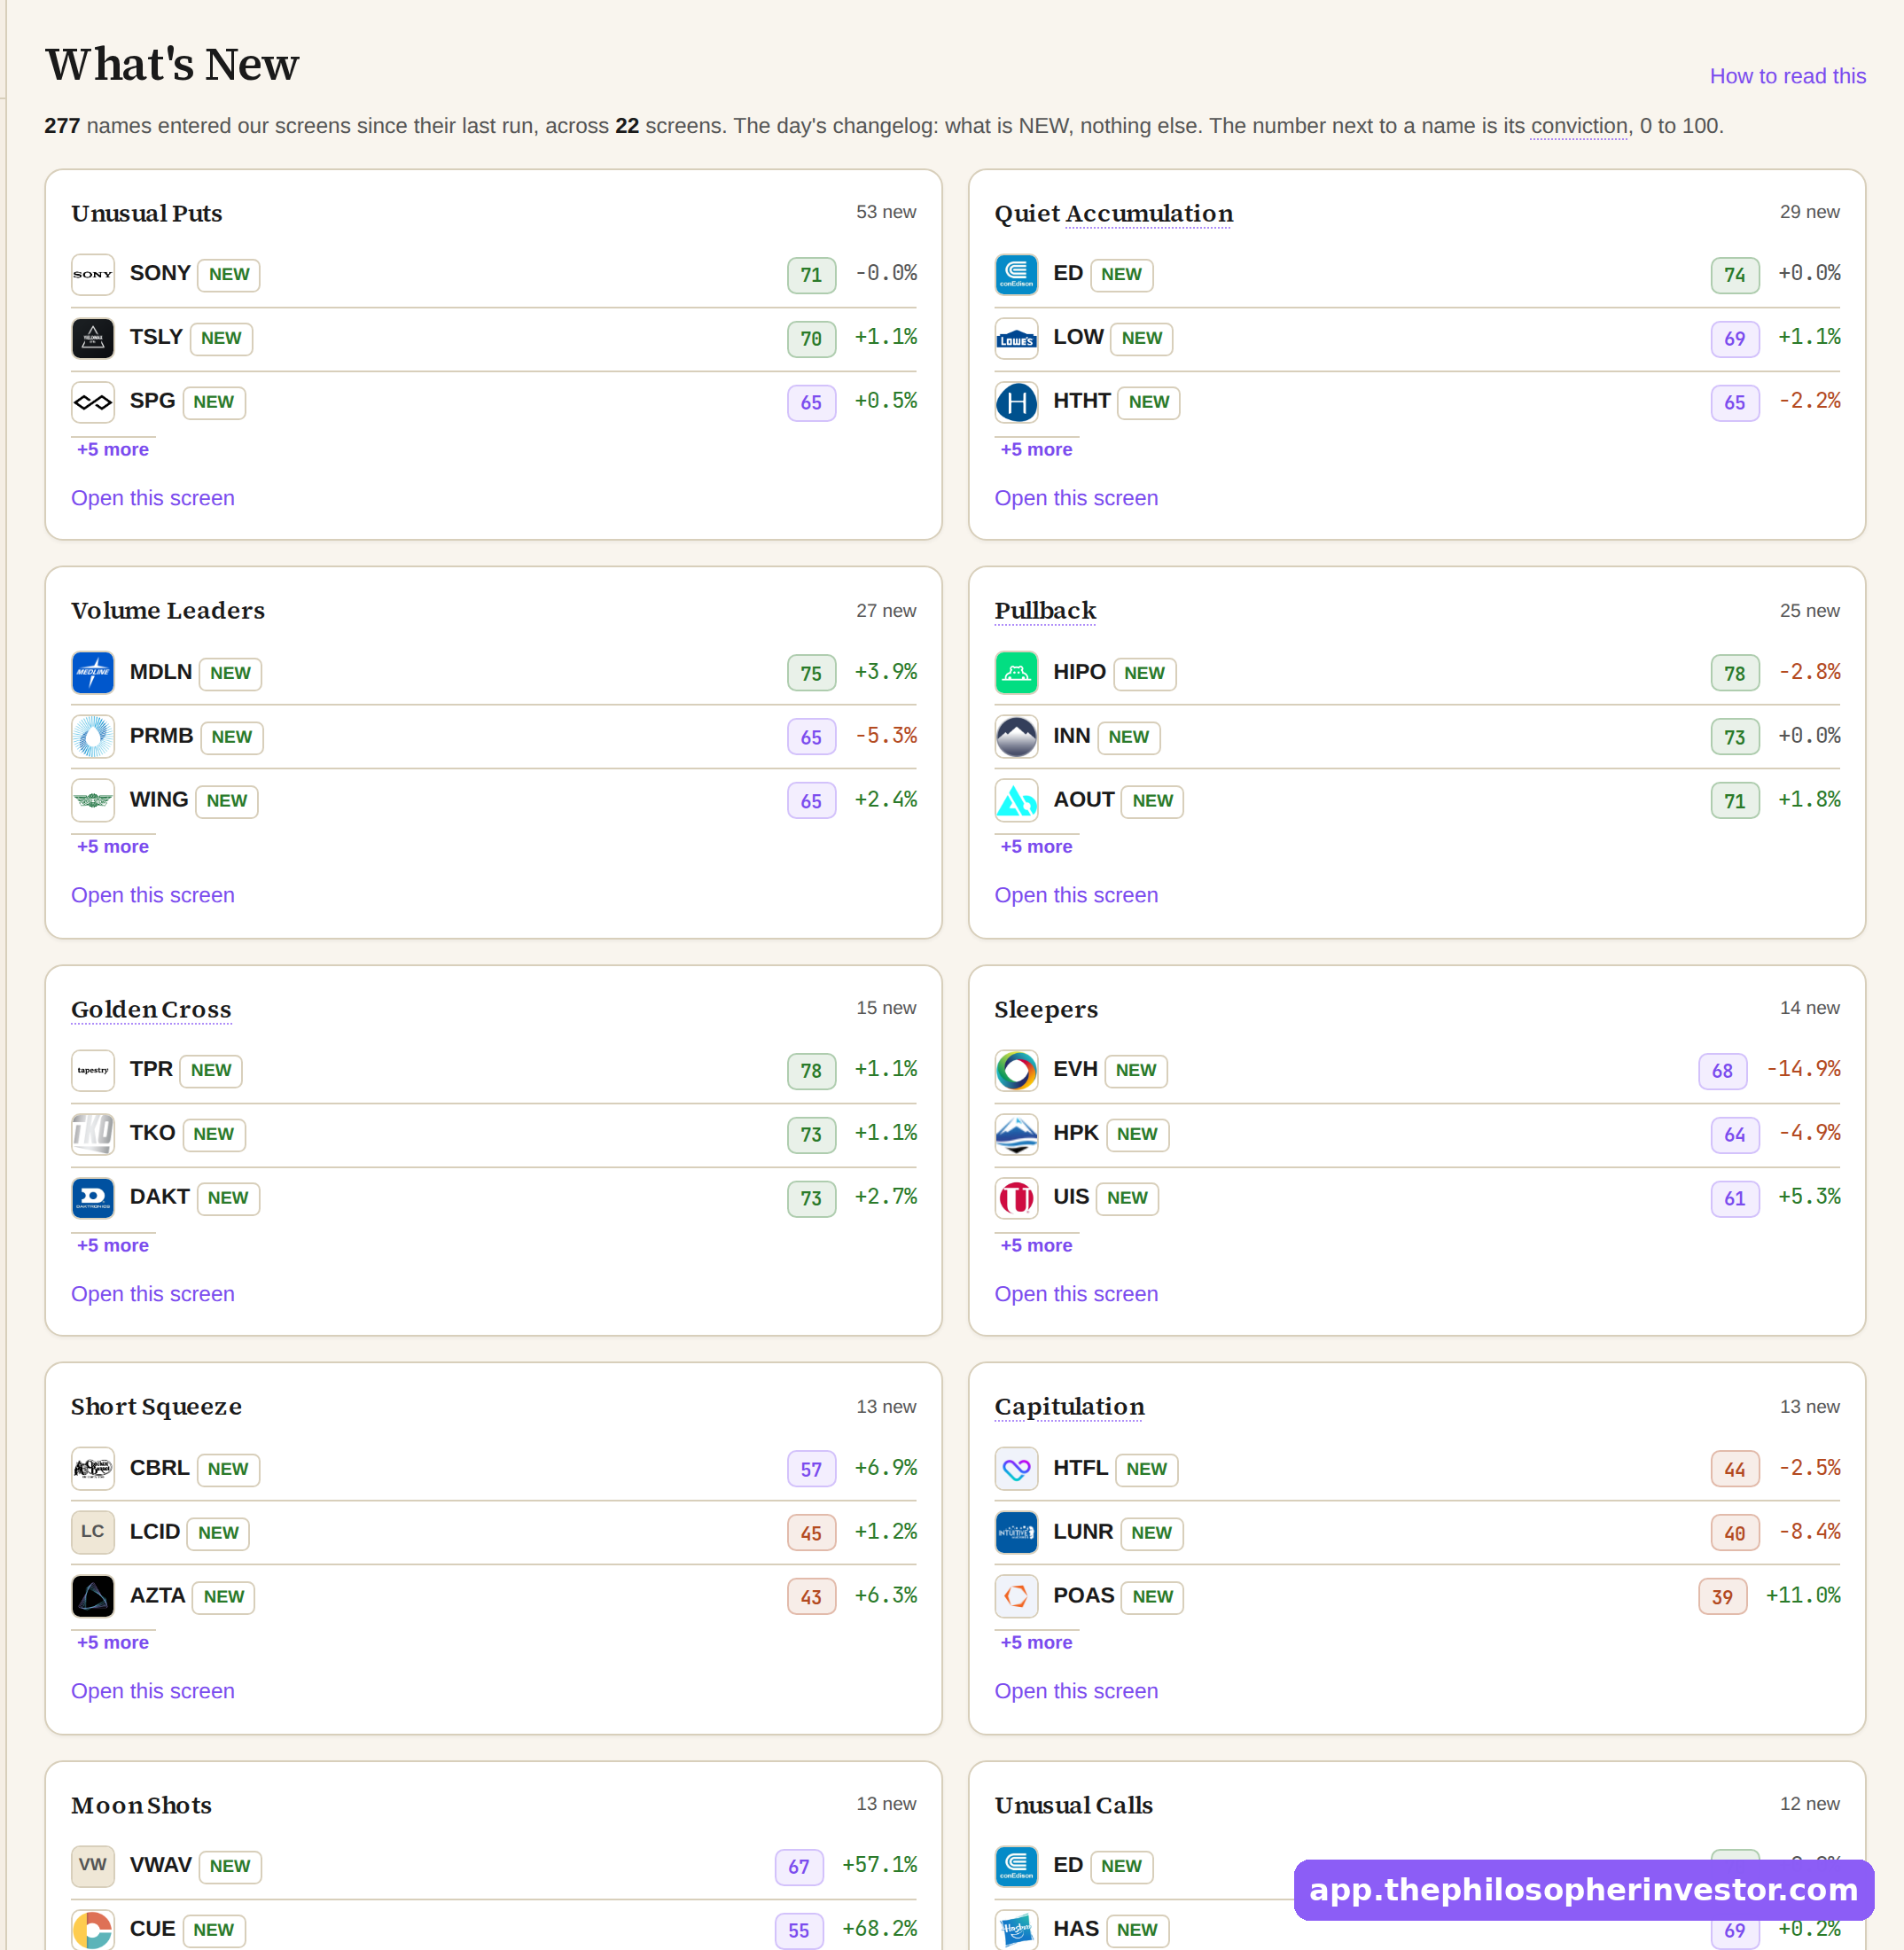 What's New
How to read this
277 names entered our screens since their last run, across 22 screens. The day's changelog: what is NEW, nothing else. The number next to a name is its conviction, 0 to 100.
Unusual Puts 53 new
SONY SONY NEW 71 -0.0%
TSLY NEW 70 +1.1%
SPG NEW 65 +0.5%
+5 more
Open this screen
Quiet Accumulation 29 new
conEdison ED NEW 74 +0.0%
LOWE'S LOW NEW 69 +1.1%
H HTHT NEW 65 -2.2%
+5 more
Open this screen
Volume Leaders 27 new
MEDLINE MDLN NEW 75 +3.9%
PRMB NEW 65 -5.3%
WING NEW 65 +2.4%
+5 more
Open this screen
Pullback 25 new
HIPO NEW 78 -2.8%
INN NEW 73 +0.0%
AOUT NEW 71 +1.8%
+5 more
Open this screen
Golden Cross 15 new
tapestry TPR NEW 78 +1.1%
TKO TKO NEW 73 +1.1%
DAKTRONICS DAKT NEW 73 +2.7%
+5 more
Open this screen
Sleepers 14 new
EVH NEW 68 -14.9%
HPK NEW 64 -4.9%
U UIS NEW 61 +5.3%
+5 more
Open this screen
Short Squeeze 13 new
Cracker Barrel CBRL NEW 57 +6.9%
LC LCID NEW 45 +1.2%
AZTA NEW 43 +6.3%
+5 more
Open this screen
Capitulation 13 new
HTFL NEW 44 -2.5%
INTUITIVE LUNR NEW 40 -8.4%
POAS NEW 39 +11.0%
+5 more
Open this screen
Moon Shots 13 new
VW VWAV NEW 67 +57.1%
CUE NEW 55 +68.2%
Unusual Calls 12 new
conEdison ED NEW
Hasbro HAS NEW 69 +0.2%
app.thephilosopherinvestor.com